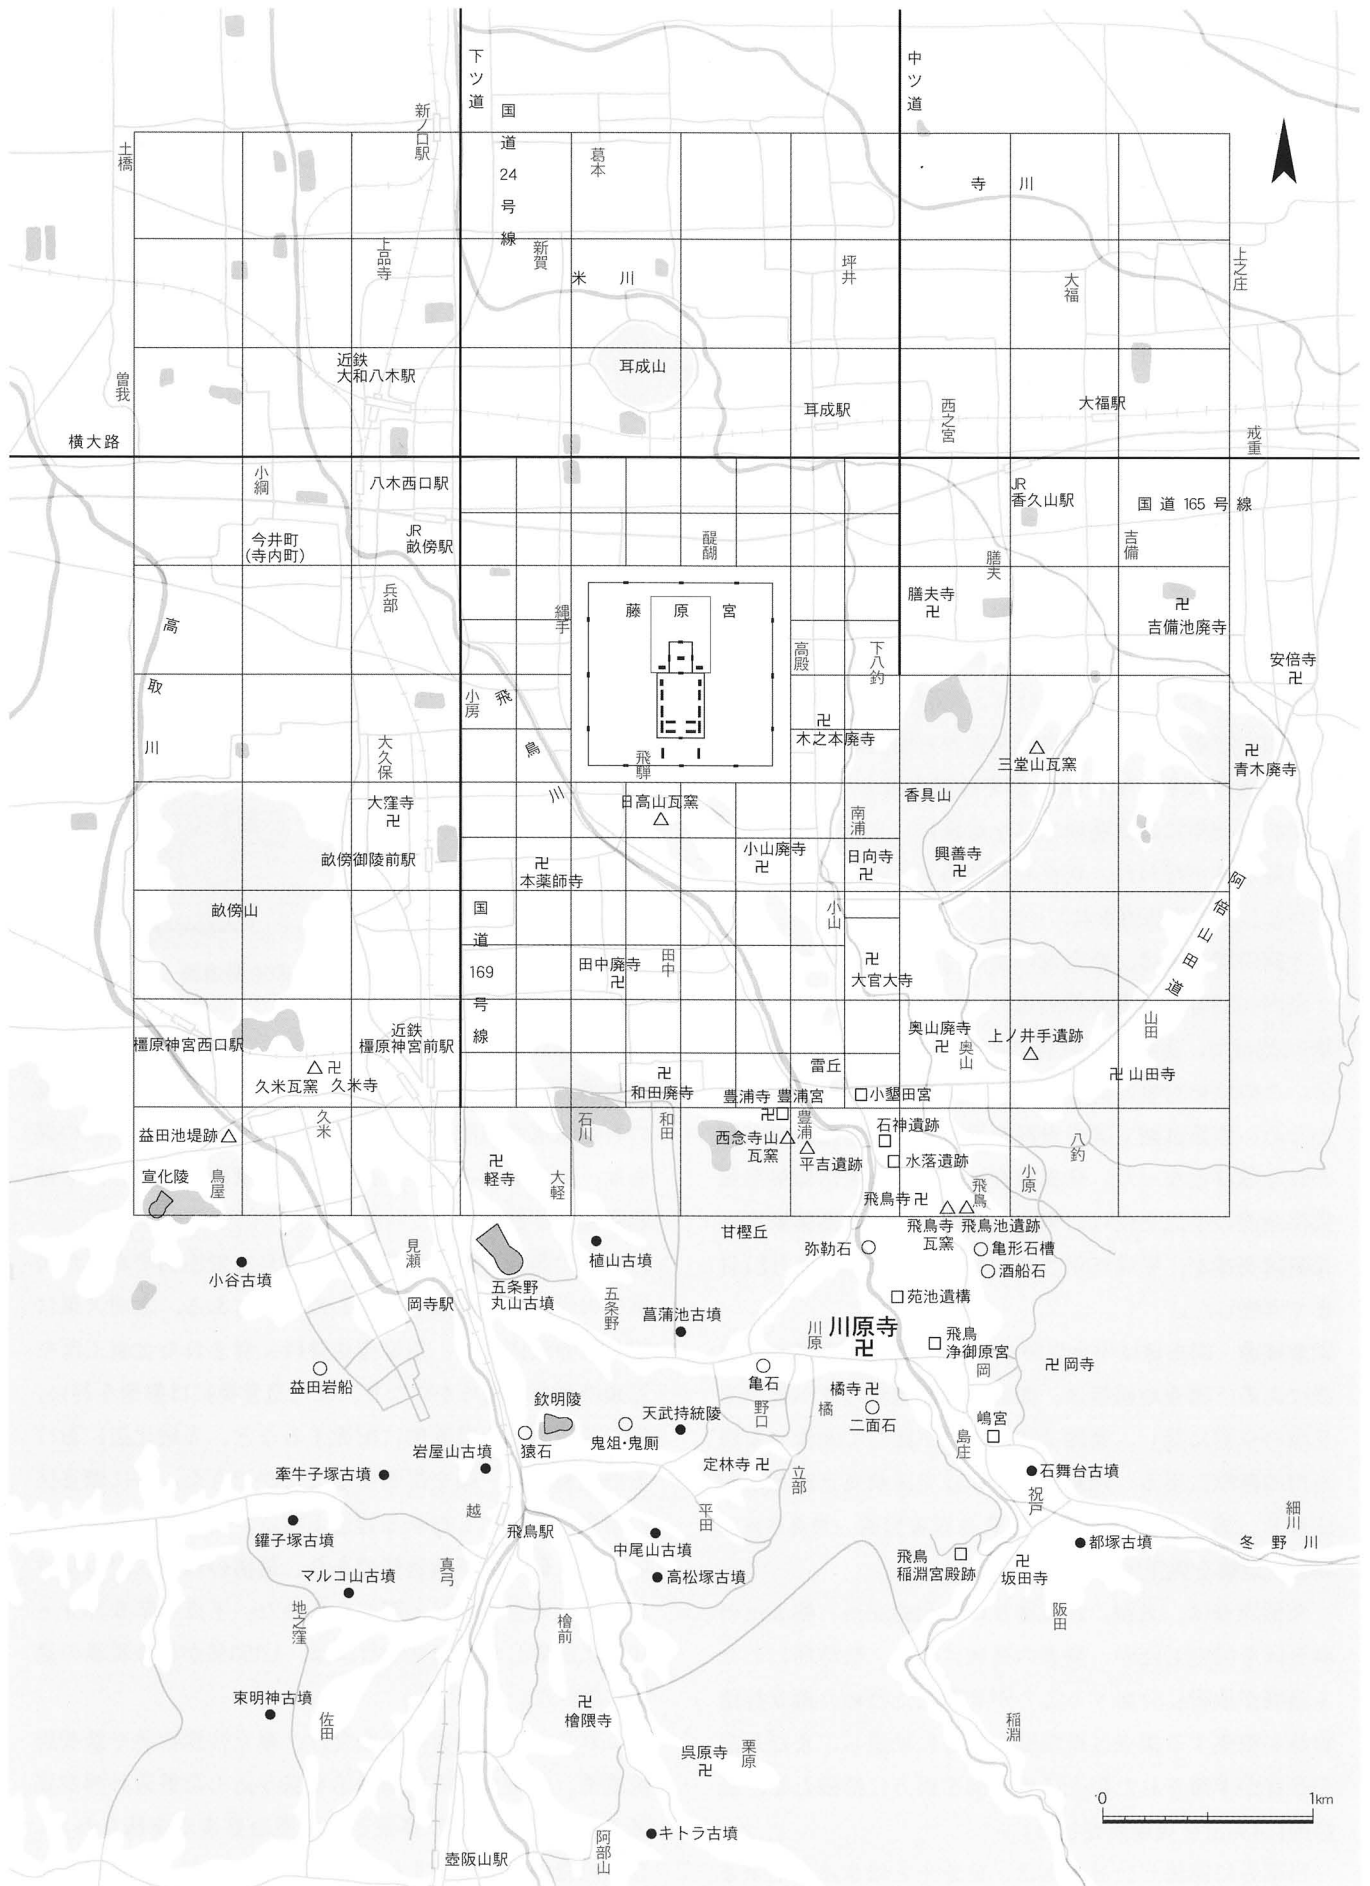 下ツ道
中ツ道
国道24号線
新ノ口駅
土橋
葛本
寺川
上品寺
新賀
米川
坪井
大福
上之庄
近鉄
大和八木駅
耳成山
曽我
耳成駅
西之宮
大福駅
戒重
横大路
小綱
八木西口駅
JR
香久山駅
国道165号線
今井町
(寺内町)
JR
畝傍駅
醍醐
吉備
膳夫
兵部
縄手
藤原宮
膳夫寺
吉備池廃寺
高取川
高殿
下八釣
安倍寺
小房
飛鳥川
木之本廃寺
大久保
飛騨
三堂山瓦窯
青木廃寺
大窪寺
日高山瓦窯
香具山
南浦
畝傍御陵前駅
本薬師寺
小山廃寺
日向寺
興善寺
畝傍山
国道169号線
小山
阿倍山田道
田中廃寺
田中
大官大寺
橿原神宮西口駅
近鉄
橿原神宮前駅
奥山廃寺
奥山
上ノ井手遺跡
山田
久米瓦窯
久米寺
和田廃寺
雷丘
山田寺
豊浦寺
豊浦宮
小墾田宮
久米
石川
和田
豊浦
益田池堤跡
西念寺山
瓦窯
平吉遺跡
石神遺跡
水落遺跡
八釣
宣化陵
鳥屋
軽寺
大軽
小原
飛鳥寺
飛鳥
飛鳥寺
瓦窯
飛鳥池遺跡
甘樫丘
弥勒石
亀形石槽
酒船石
見瀬
植山古墳
小谷古墳
五条野
丸山古墳
岡寺駅
五条野
菖蒲池古墳
苑池遺構
川原
川原寺
飛鳥
浄御原宮
岡
岡寺
益田岩船
亀石
橘寺
橘
二面石
欽明陵
猿石
鬼俎・鬼厠
天武持統陵
野口
嶋宮
島庄
岩屋山古墳
牽牛子塚古墳
定林寺
立部
石舞台古墳
祝戸
越
平田
細川
鑵子塚古墳
飛鳥駅
中尾山古墳
都塚古墳
冬野川
真弓
マルコ山古墳
高松塚古墳
飛鳥
稲淵宮殿跡
坂田寺
地之窪
檜前
阪田
束明神古墳
佐田
檜隈寺
稲淵
呉原寺
栗原
キトラ古墳
阿部山
壺阪山駅
0
1km